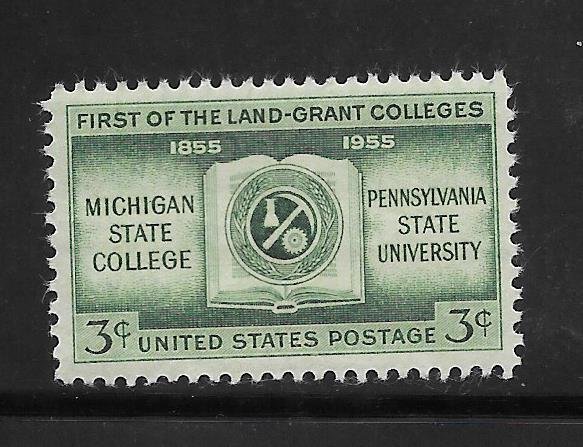 FIRST OF THE LAND-GRANT COLLEGES
1855 1955
MICHIGAN
STATE
COLLEGE
PENNSYLVANIA
STATE
UNIVERSITY
3¢ UNITED STATES POSTAGE 3¢